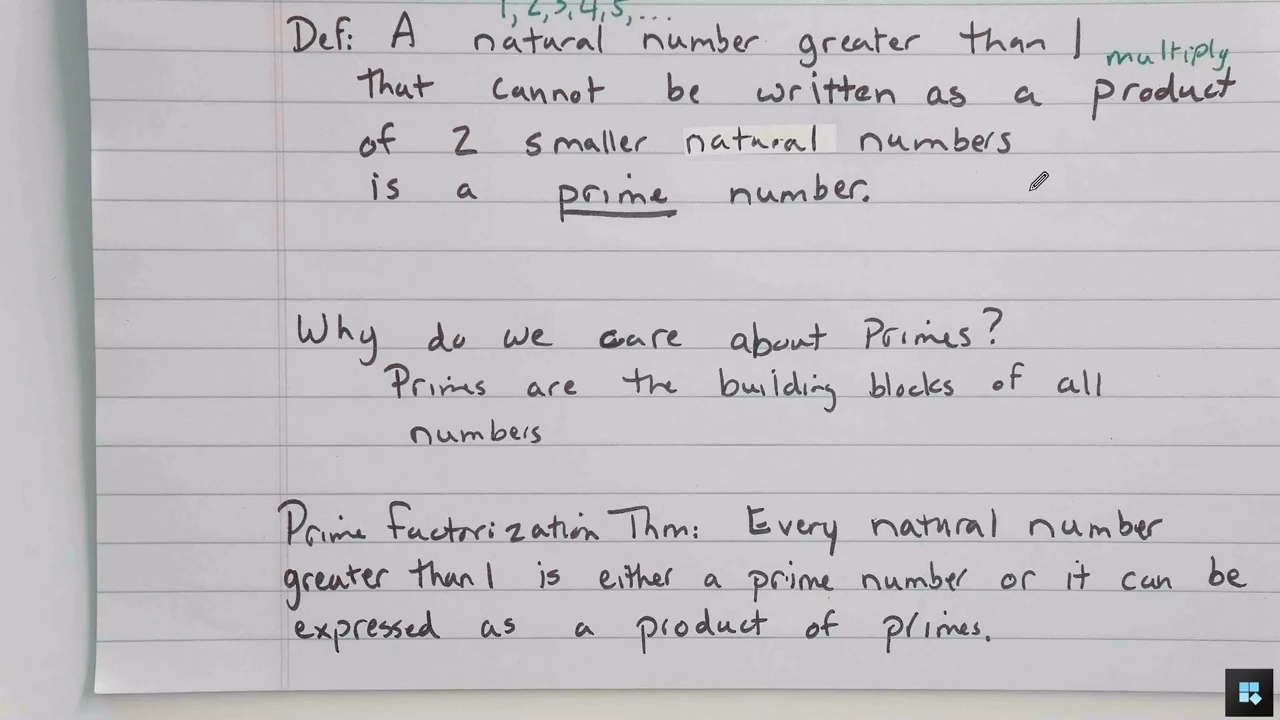 1, 2, 3, 4, 5, ...
Def: A natural number greater than 1
multiply
that cannot be written as a product
of 2 smaller natural numbers
is a prime number.
Why do we care about Primes?
Primes are the building blocks of all
numbers
Prime Factorization Thm: Every natural number
greater than 1 is either a prime number or it can be
expressed as a product of primes.